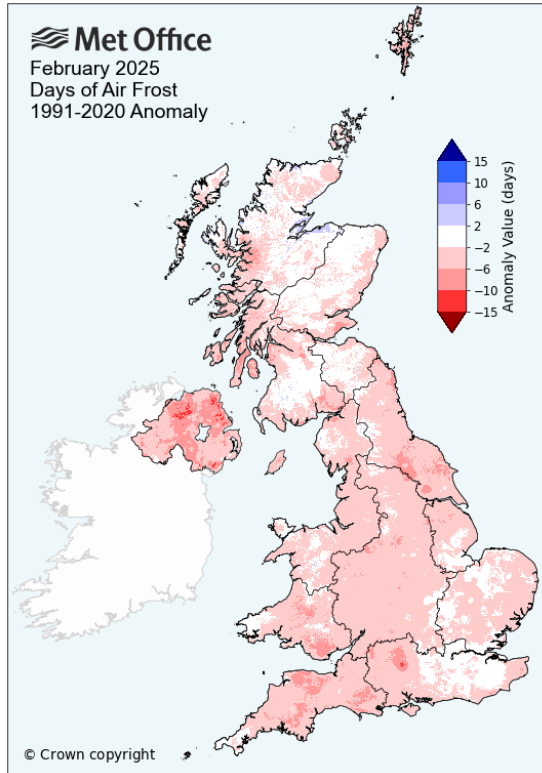 Met Office
February 2025
Days of Air Frost
1991-2020 Anomaly
15
10
6
2
−2
−6
−10
−15
Anomaly Value (days)
© Crown copyright